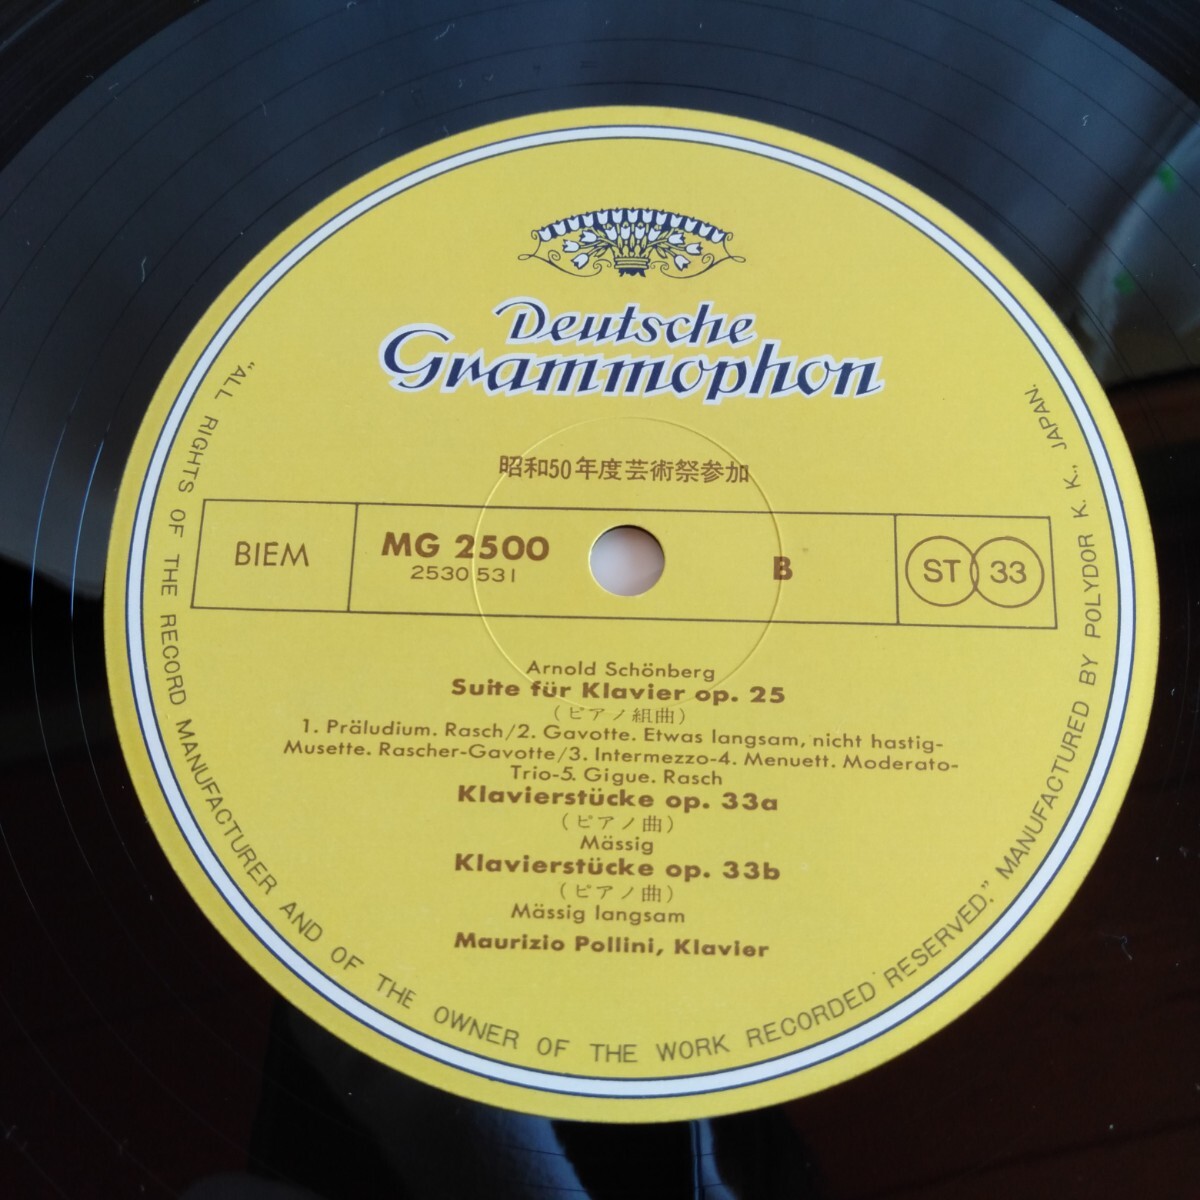 Deutsche
Grammophon
昭和50年度芸術祭参加
BIEM
MG 2500
2530 531
B
ST 33
Arnold Schönberg
Suite für Klavier op. 25
(ピアノ組曲)
1. Präludium. Rasch/2. Gavotte. Etwas langsam, nicht hastig-
Musette. Rascher-Gavotte/3. Intermezzo-4. Menuett. Moderato-
Trio-5. Gigue. Rasch
Klavierstücke op. 33a
(ピアノ曲)
Mässig
Klavierstücke op. 33b
(ピアノ曲)
Mässig langsam
Maurizio Pollini, Klavier
"ALL RIGHTS OF THE RECORD MANUFACTURER AND OF THE OWNER OF THE WORK RECORDED RESERVED." MANUFACTURED BY POLYDOR K. K., JAPAN.